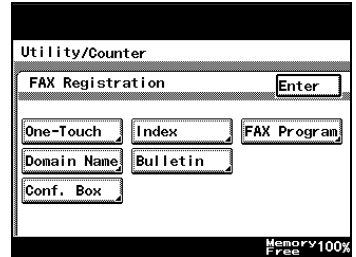 Utility/Counter
FAX Registration
Enter
One-Touch
Index
FAX Program
Domain Name
Bulletin
Conf. Box
Memory
Free 100%